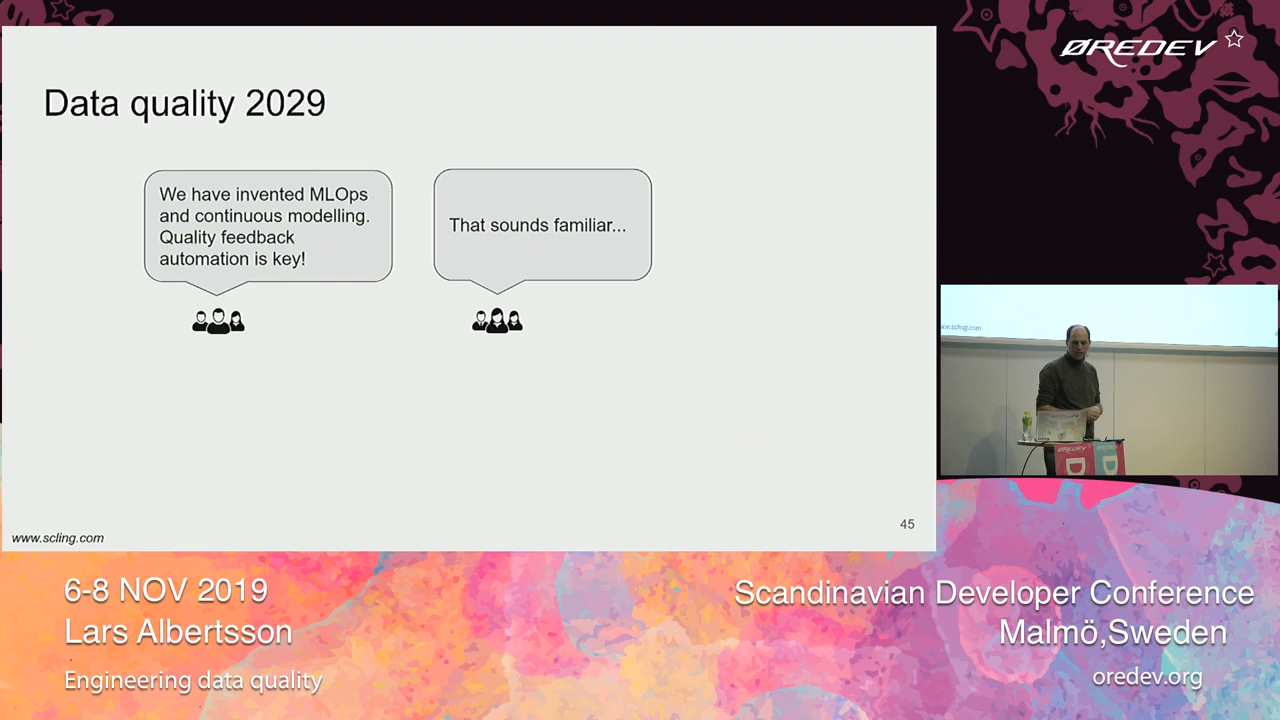 ØREDEV
Data quality 2029
We have invented MLOps
and continuous modelling.
Quality feedback
automation is key!
That sounds familiar...
45
www.scling.com
6-8 NOV 2019
Lars Albertsson
Engineering data quality
Scandinavian Developer Conference
Malmö,Sweden
oredev.org
ØREDEV
D
D